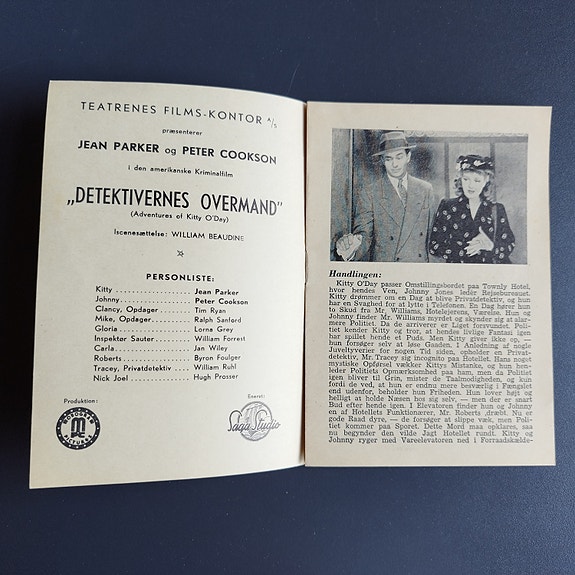 TEATRENES FILMS-KONTOR A/S
præsenterer
JEAN PARKER og PETER COOKSON
i den amerikanske Kriminalfilm
„DETEKTIVERNES OVERMAND"
(Adventures of Kitty O'Day)
Iscenesættelse: WILLIAM BEAUDINE
PERSONLISTE:
Kitty . . . . . . . . . . . . . Jean Parker
Johnny . . . . . . . . . . . . Peter Cookson
Clancy, Opdager . . . . Tim Ryan
Mike, Opdager . . . . . . Ralph Sanford
Gloria . . . . . . . . . . . . . Lorna Grey
Inspektør Sauter . . . . William Forrest
Carla . . . . . . . . . . . . . Jan Wiley
Roberts . . . . . . . . . . . Byron Foulger
Tracey, Privatdetektiv . . . William Ruhl
Nick Joel . . . . . . . . . . Hugh Prosser
Produktion:
MONOGRAM
PICTURES
Eneret:
Saga Studio
Handlingen:
Kitty O'Day passer Omstillingsbordet paa Townly Hotel,
hvor hendes Ven, Johnny Jones leder Rejsebureauet.
Kitty drømmer om en Dag at blive Privatdetektiv, og hun
har en Svaghed for at lytte i Telefonen. En Dag hører hun
to Skud fra Mr. Williams, Hotelejerens, Værelse. Hun og
Johnny finder Mr. Williams myrdet og skynder sig at alar-
mere Politiet. Da de arriverer er Liget forsvundet. Poli-
tiet kommer og tror, at hendes livlige Fantasi igen
har spillet hende et Puds. Men Kitty giver ikke op, —
hun forsøger selv at løse Gaaden. I Anledning af nogle
Juveltyverier for nogen Tid siden, opholder en Privat-
detektiv, Mr. Tracey sig incognito paa Hotellet. Hans noget
mystiske Opførsel vækker Kittys Mistanke, og hun hen-
leder Politiets Opmærksomhed paa ham, men da Politiet
igen bliver til Grin, mister de Taalmodigheden, og kun
fordi de ved, at hun er endnu mere besværlig i Fængslet
end udenfor, beholder hun Friheden. Hun lover højt og
helligt at holde Næsen hos sig selv, — men der er snart
Bud efter hende igen. I Elevatoren finder hun og Johnny
en af Hotellets Funktionærer, Mr. Roberts ,dræbt. Nu er
gode Raad dyre, — de forsøger at slippe væk, men Poli-
tiet kommer paa Sporet. Dette Mord maa opklares, saa
nu begynder den vilde Jagt Hotellet rundt. Kitty og
Johnny ryger med Vareelevatoren ned i Forraadskælde-